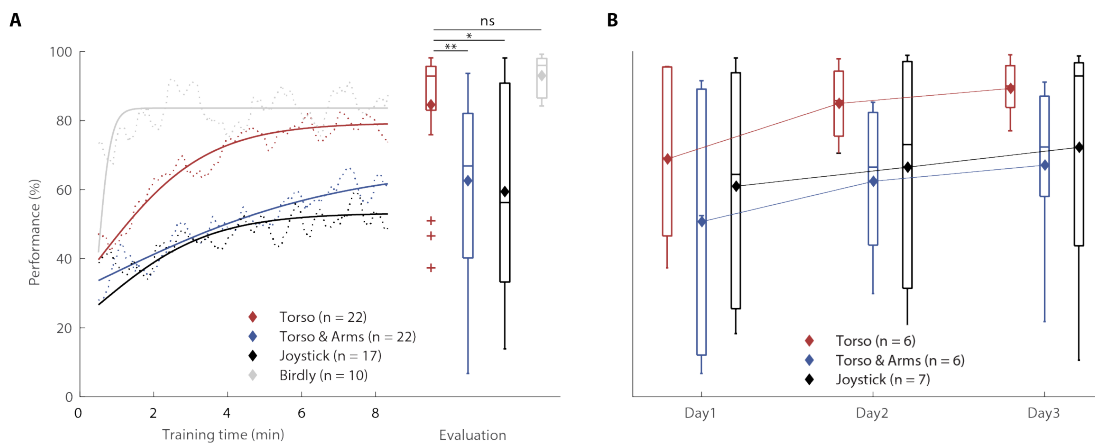 A
B
ns
*
**
100
80
60
40
20
0
Performance (%)
Torso (n = 22)
Torso & Arms (n = 22)
Joystick (n = 17)
Birdly (n = 10)
0 2 4 6 8
Training time (min)
Evaluation
Torso (n = 6)
Torso & Arms (n = 6)
Joystick (n = 7)
Day1 Day2 Day3